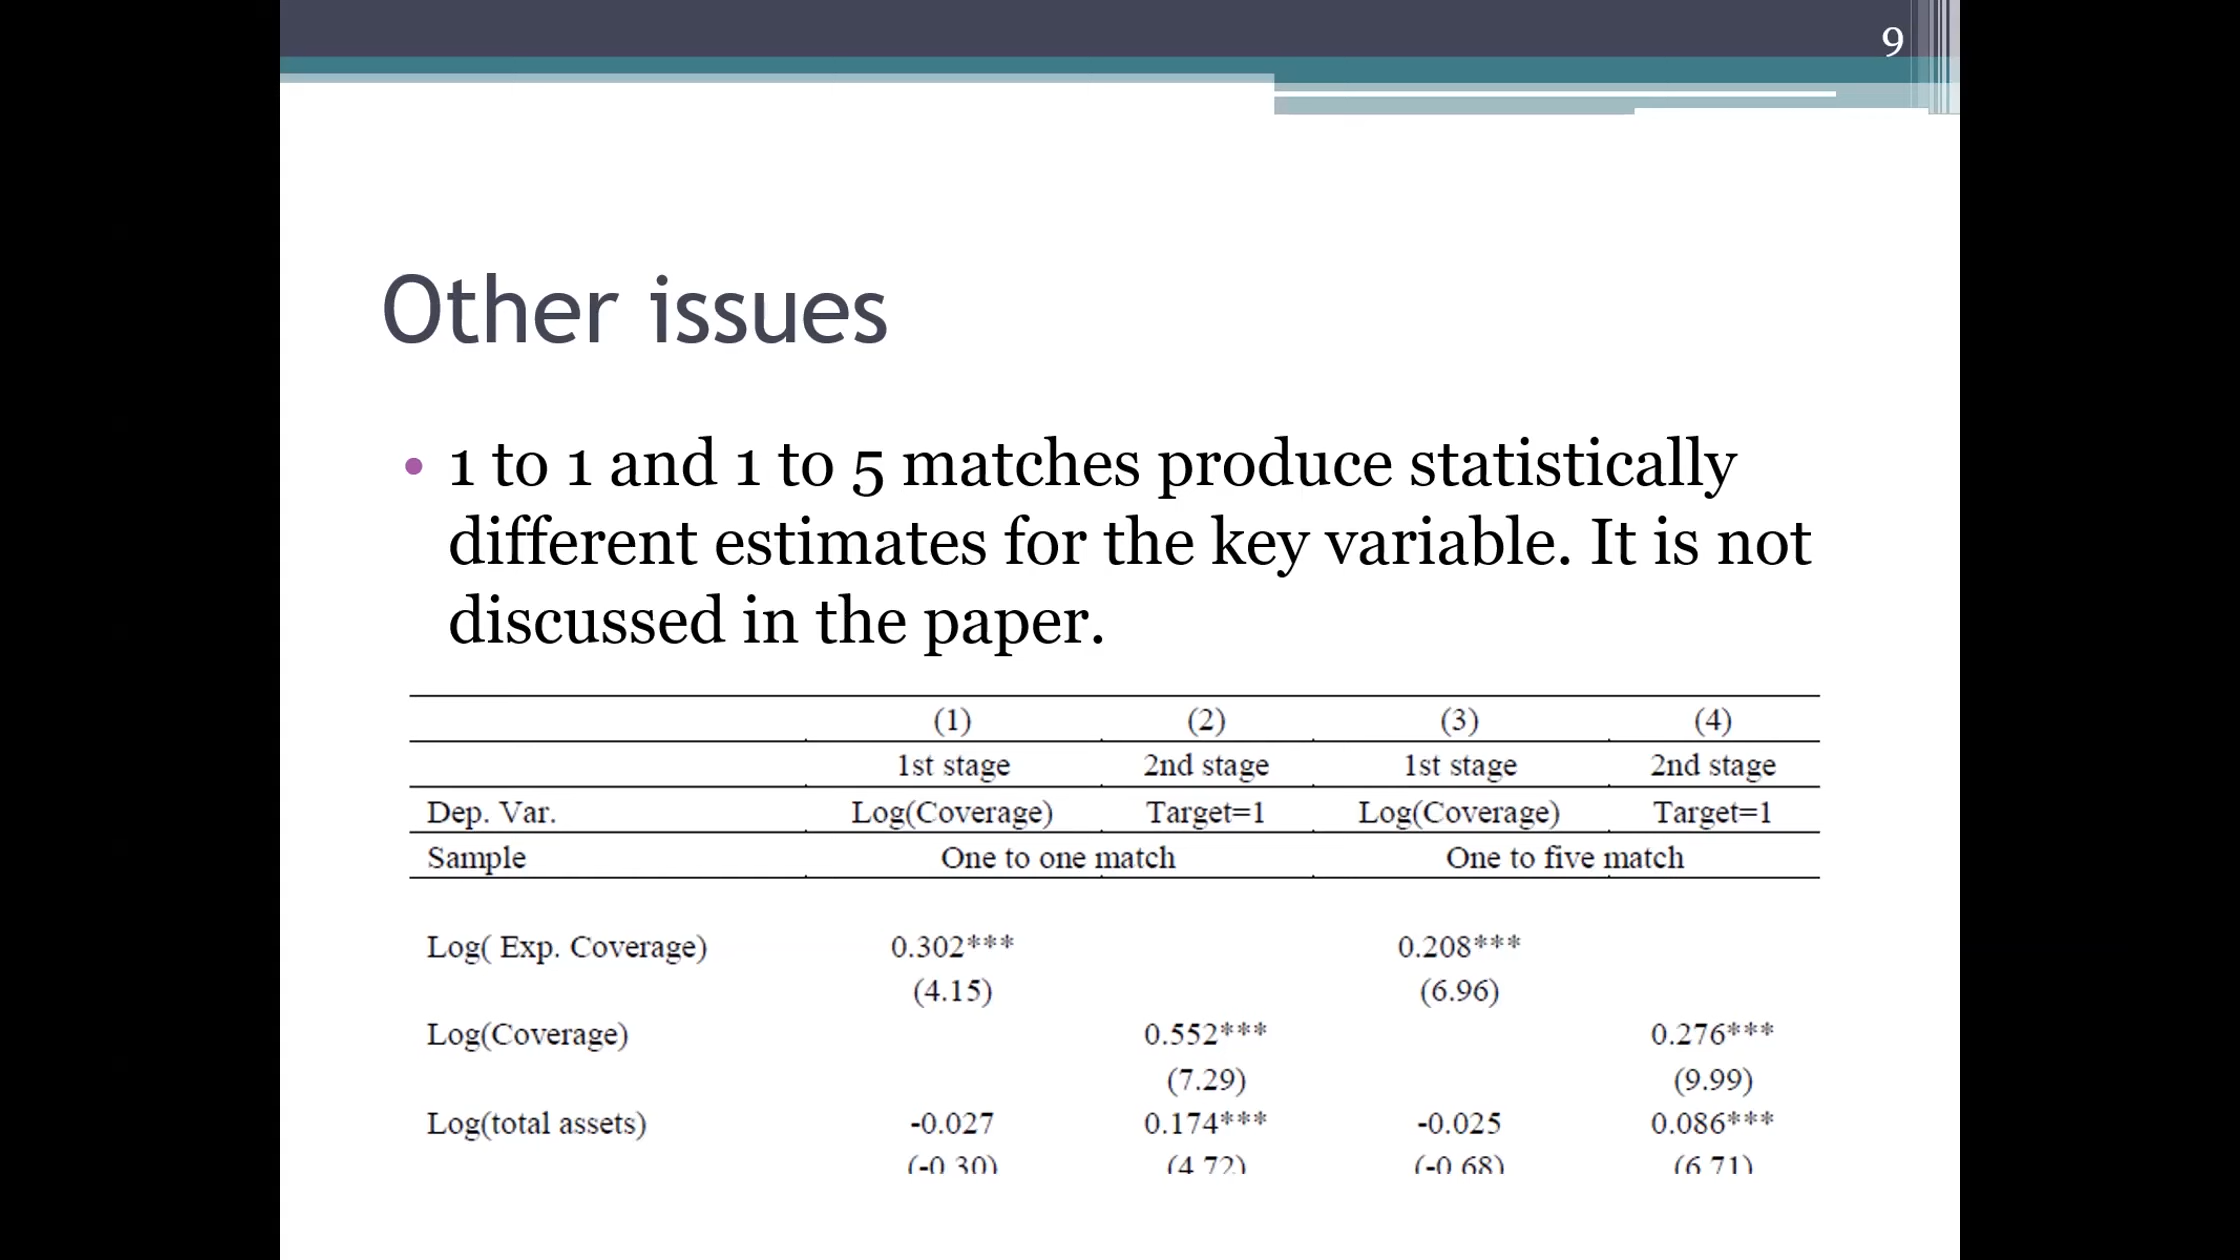 9
Other issues
• 1 to 1 and 1 to 5 matches produce statistically
different estimates for the key variable. It is not
discussed in the paper.
(1) (2) (3) (4)
1st stage 2nd stage 1st stage 2nd stage
Dep. Var. Log(Coverage) Target=1 Log(Coverage) Target=1
Sample One to one match One to five match
Log( Exp. Coverage) 0.302*** 0.208***
(4.15) (6.96)
Log(Coverage) 0.552*** 0.276***
(7.29) (9.99)
Log(total assets) -0.027 0.174*** -0.025 0.086***
(-0.30) (4.72) (-0.68) (6.71)